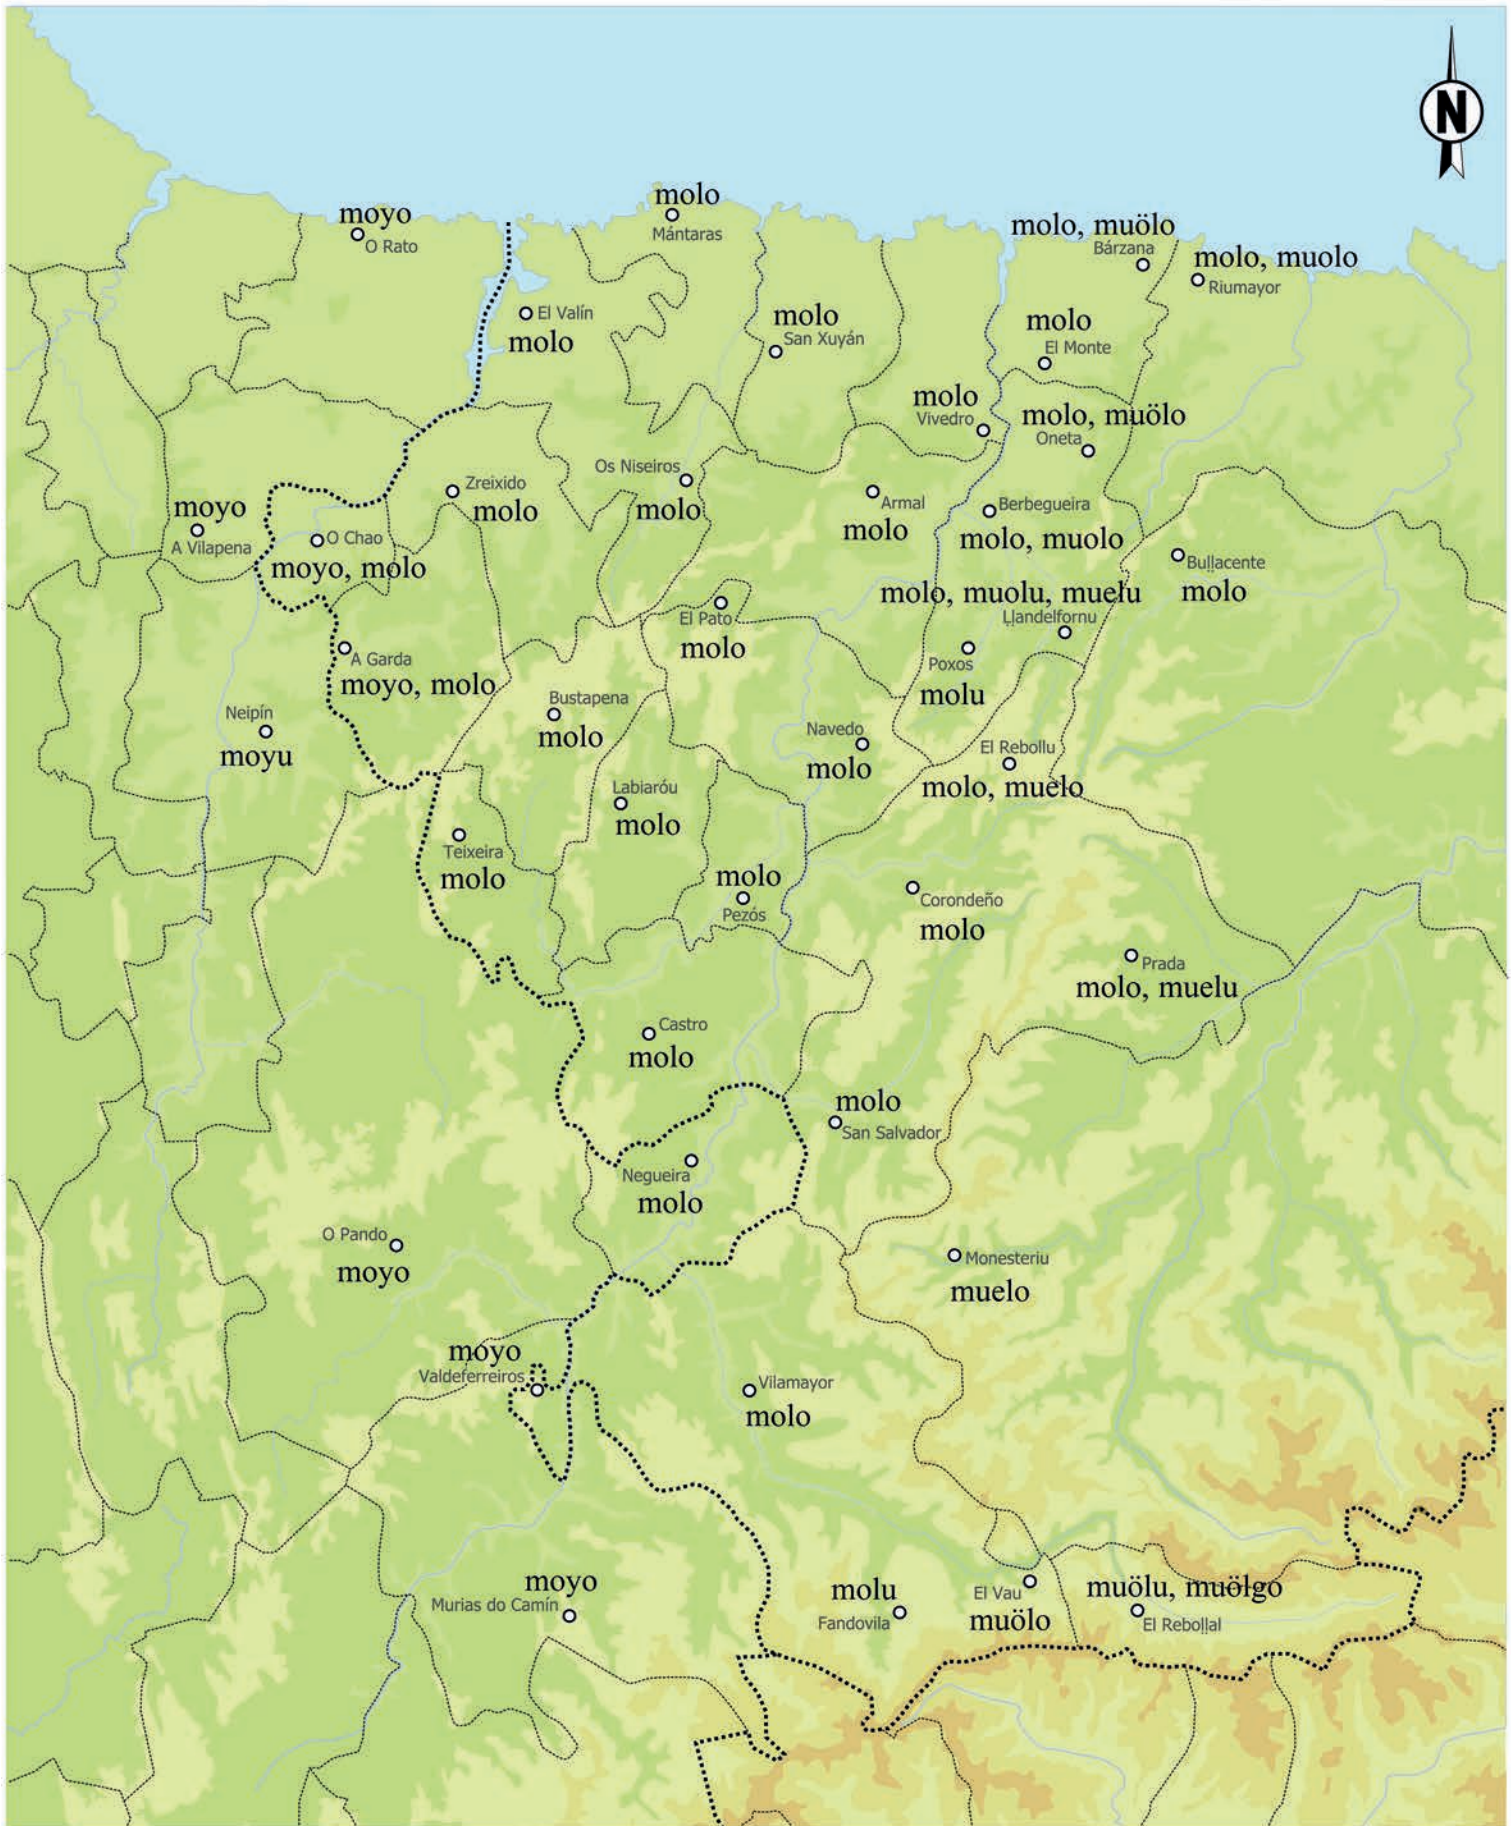 N
molo
Mántaras
moyo
O Rato
molo, muölo
Bárzana
molo, muolo
Riumayor
El Valín
molo
molo
San Xuyán
molo
El Monte
molo
Vivedro
molo, muölo
Oneta
Os Niseiros
molo
Zreixido
molo
Armal
molo
Berbegueira
molo, muolo
moyo
A Vilapena
O Chao
moyo, molo
Buḷḷacente
molo
molo, muolu, muelu
Ḷḷandelfornu
El Pato
molo
A Garda
moyo, molo
Poxos
molu
Bustapena
molo
Neipín
moyu
Navedo
molo
El Rebollu
molo, muelo
Labiaróu
molo
Teixeira
molo
molo
Pezós
Corondeño
molo
Prada
molo, muelu
Castro
molo
molo
San Salvador
Negueira
molo
O Pando
moyo
Monesteriu
muelo
moyo
Valdeferreiros
Vilamayor
molo
moyo
Murias do Camín
molu
Fandovila
El Vau
muölo
muölu, muölgo
El Reboḷḷal